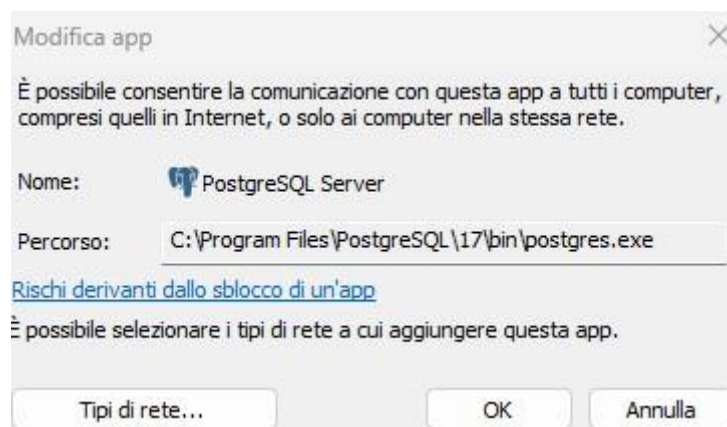 Modifica app
È possibile consentire la comunicazione con questa app a tutti i computer,
compresi quelli in Internet, o solo ai computer nella stessa rete.
Nome: PostgreSQL Server
Percorso: C:\Program Files\PostgreSQL\17\bin\postgres.exe
Rischi derivanti dallo sblocco di un'app
È possibile selezionare i tipi di rete a cui aggiungere questa app.
Tipi di rete... OK Annulla